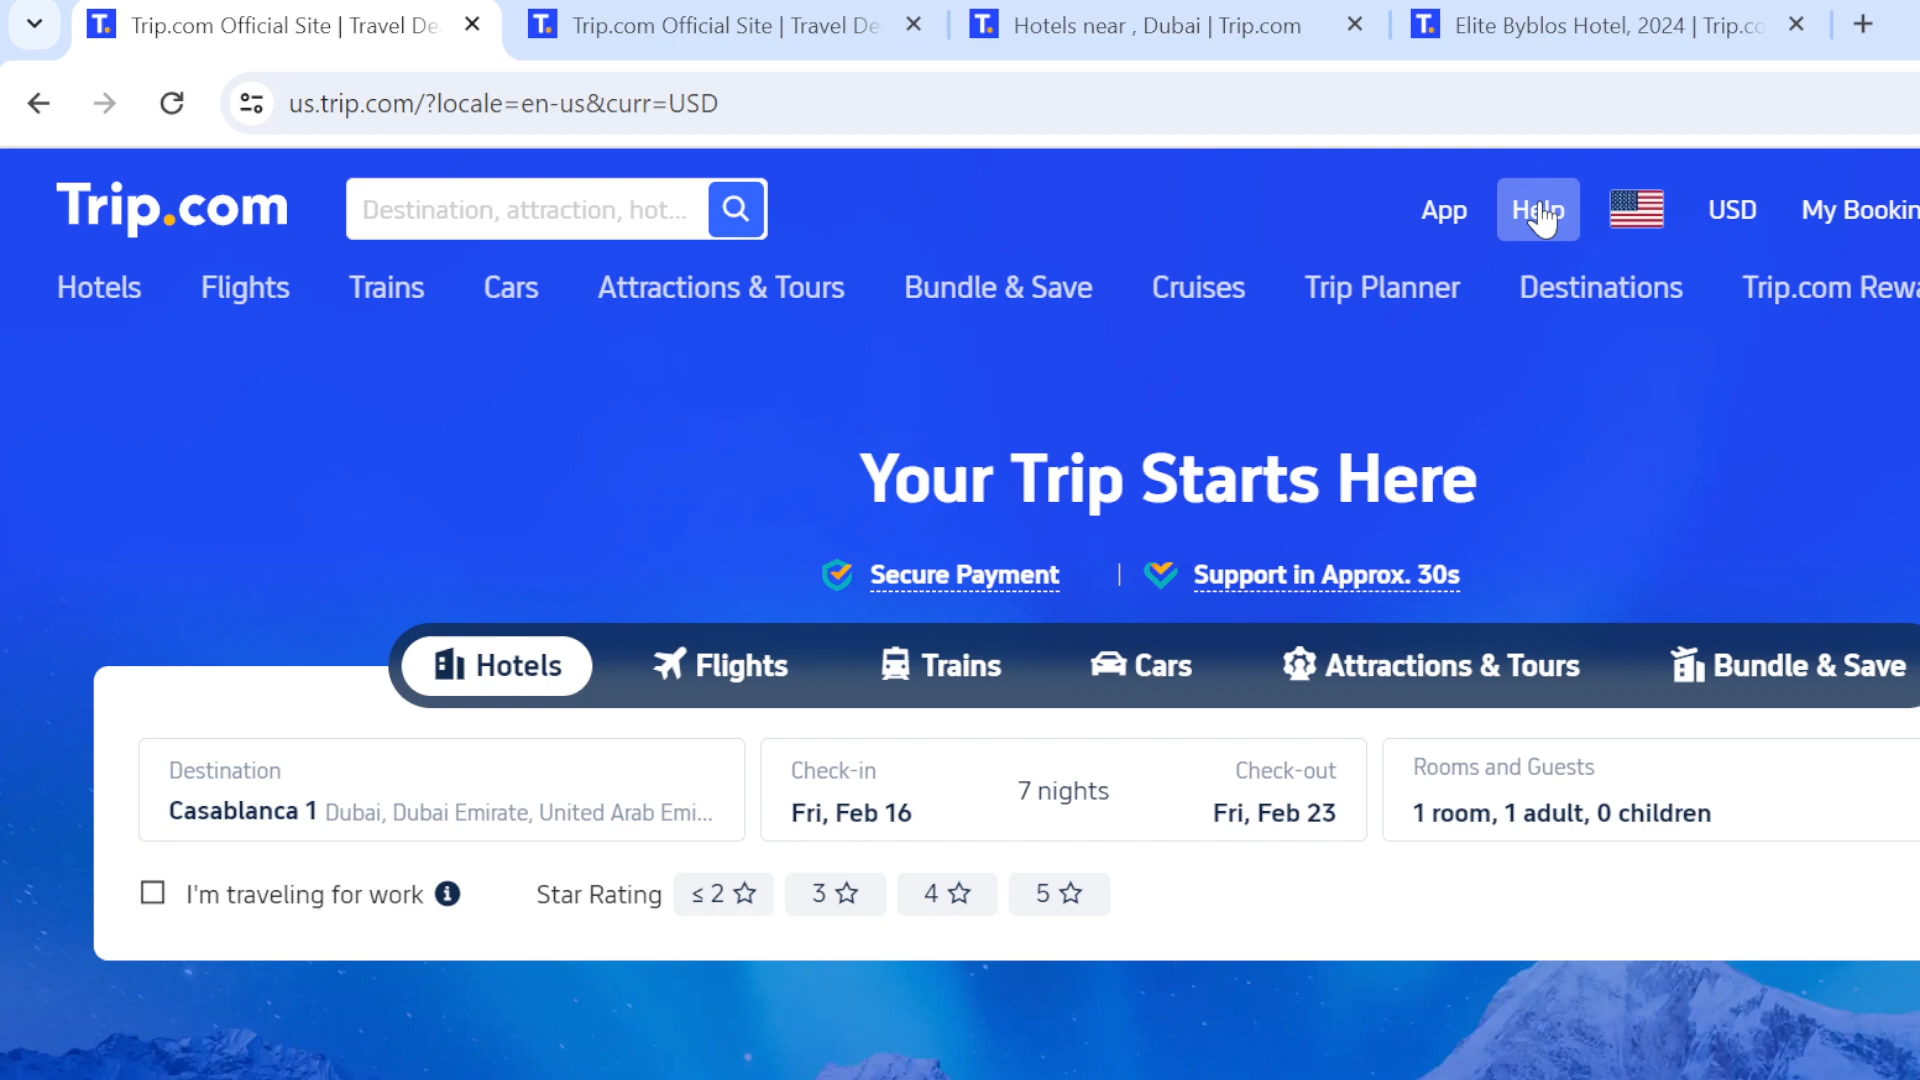 Trip.com Official Site | Travel De
Trip.com Official Site | Travel De
Hotels near , Dubai | Trip.com
Elite Byblos Hotel, 2024 | Trip.co
us.trip.com/?locale=en-us&curr=USD
Trip.com
Destination, attraction, hot...
App
Help
USD
My Bookin
Hotels
Flights
Trains
Cars
Attractions & Tours
Bundle & Save
Cruises
Trip Planner
Destinations
Trip.com Rewa
Your Trip Starts Here
Secure Payment | Support in Approx. 30s
Hotels
Flights
Trains
Cars
Attractions & Tours
Bundle & Save
Destination
Casablanca 1 Dubai, Dubai Emirate, United Arab Emi...
Check-in
Fri, Feb 16
7 nights
Check-out
Fri, Feb 23
Rooms and Guests
1 room, 1 adult, 0 children
I'm traveling for work
Star Rating
≤ 2
3
4
5